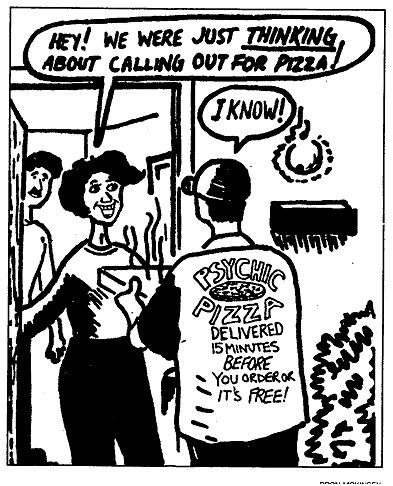 HEY! WE WERE JUST THINKING
ABOUT CALLING OUT FOR PIZZA!
I KNOW!
PSYCHIC
PIZZA
DELIVERED
15 MINUTES
BEFORE
YOU ORDER OR
IT'S FREE!